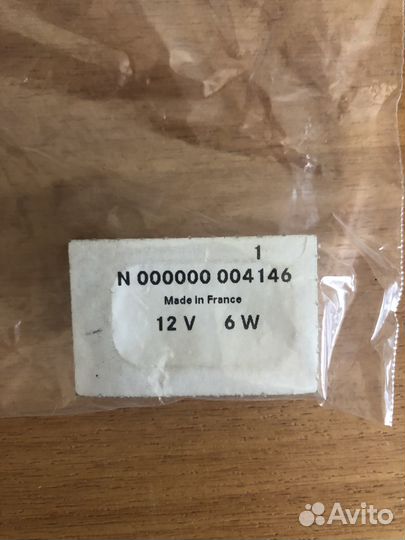 1
N 000000 004146
Made in France
12 V 6 W
Avito